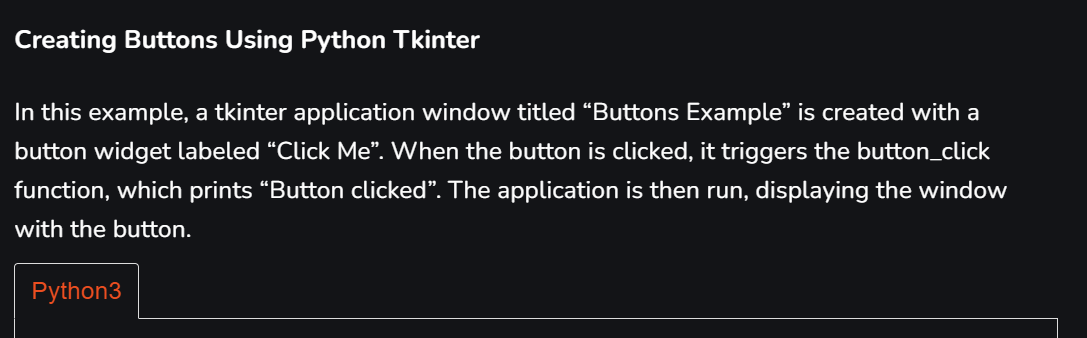 Creating Buttons Using Python Tkinter
In this example, a tkinter application window titled “Buttons Example” is created with a
button widget labeled “Click Me”. When the button is clicked, it triggers the button_click
function, which prints “Button clicked”. The application is then run, displaying the window
with the button.
Python3